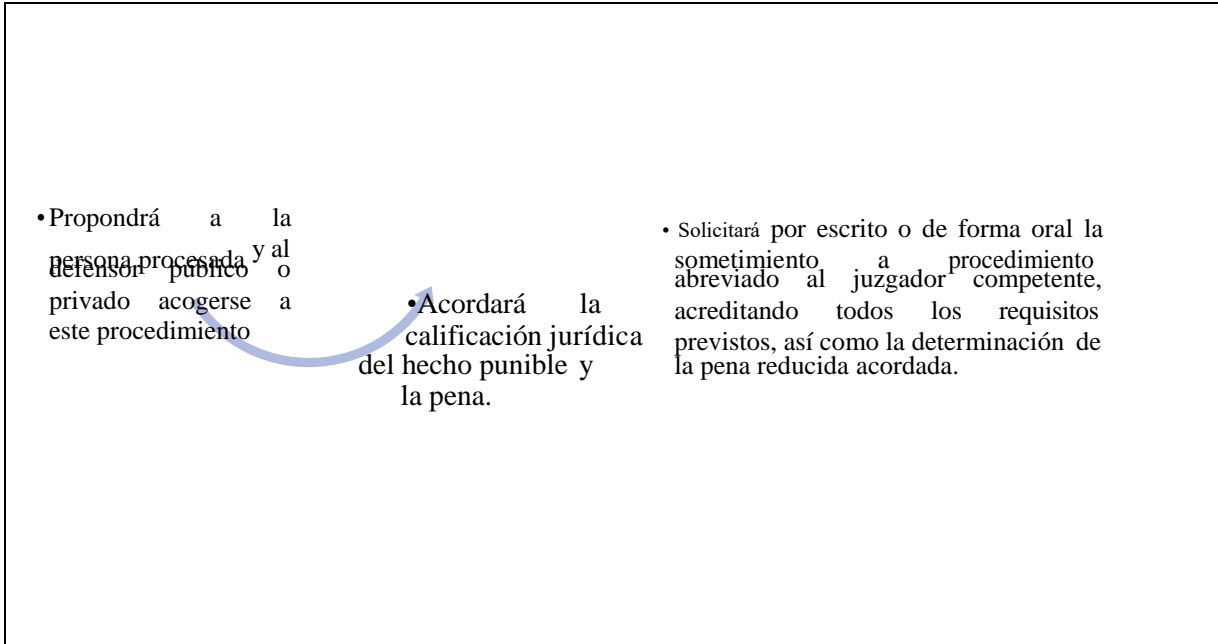 •Propondrá a la
persona procesada y al
defensor público o
privado acogerse a
este procedimiento
•Acordará la
calificación jurídica
del hecho punible y
la pena.
• Solicitará por escrito o de forma oral la
sometimiento a procedimiento
abreviado al juzgador competente,
acreditando todos los requisitos
previstos, así como la determinación de
la pena reducida acordada.